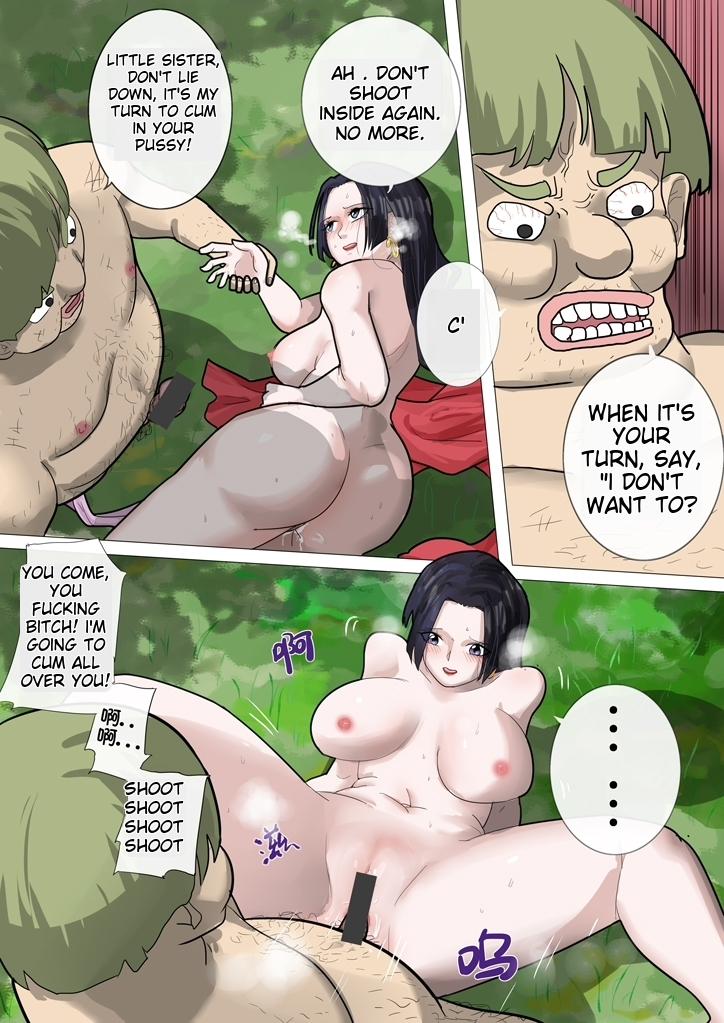 LITTLE SISTER,
DON'T LIE
DOWN, IT'S MY
TURN TO CUM
IN YOUR
PUSSY!
AH . DON'T
SHOOT
INSIDE AGAIN.
NO MORE.
C'
WHEN IT'S
YOUR
TURN, SAY,
"I DON'T
WANT TO?
YOU COME,
YOU
FUCKING
BITCH! I'M
GOING TO
CUM ALL
OVER YOU!
啊
啊..
啊...
SHOOT
SHOOT
SHOOT
SHOOT
......
滋
呜